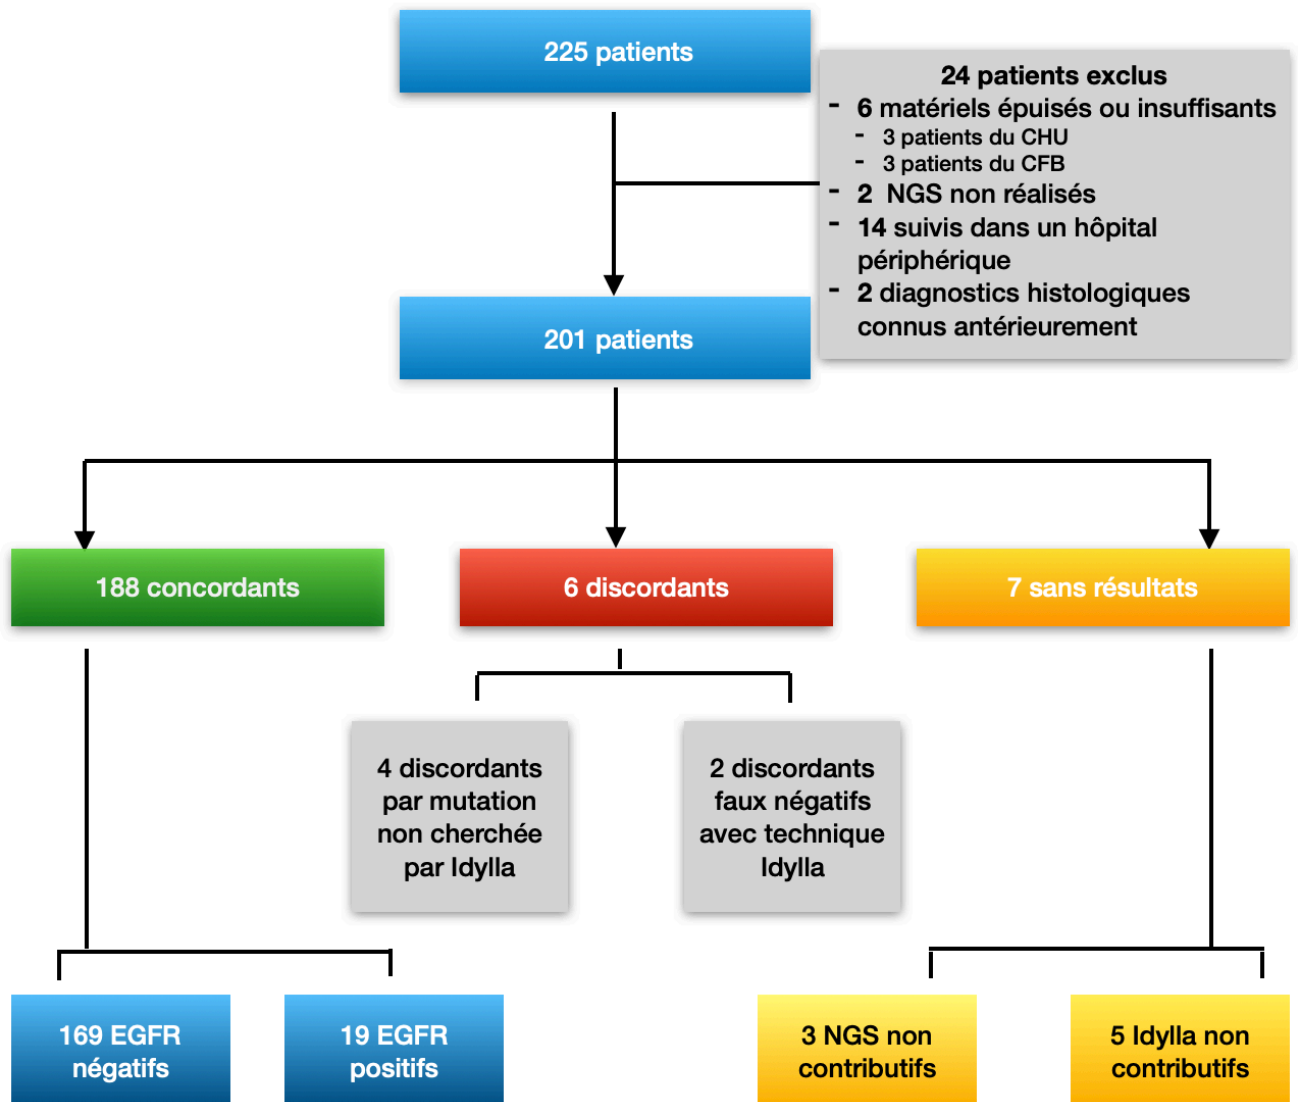 225 patients
24 patients exclus
- 6 matériels épuisés ou insuffisants
- 3 patients du CHU
- 3 patients du CFB
- 2 NGS non réalisés
- 14 suivis dans un hôpital
périphérique
- 2 diagnostics histologiques
connus antérieurement
201 patients
188 concordants
6 discordants
7 sans résultats
4 discordants
par mutation
non cherchée
par Idylla
2 discordants
faux négatifs
avec technique
Idylla
169 EGFR
négatifs
19 EGFR
positifs
3 NGS non
contributifs
5 Idylla non
contributifs